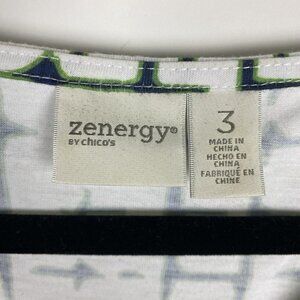 zenergy®
BY chico's
3
MADE IN
CHINA
HECHO EN
CHINA
FABRIQUÉ EN
CHINE